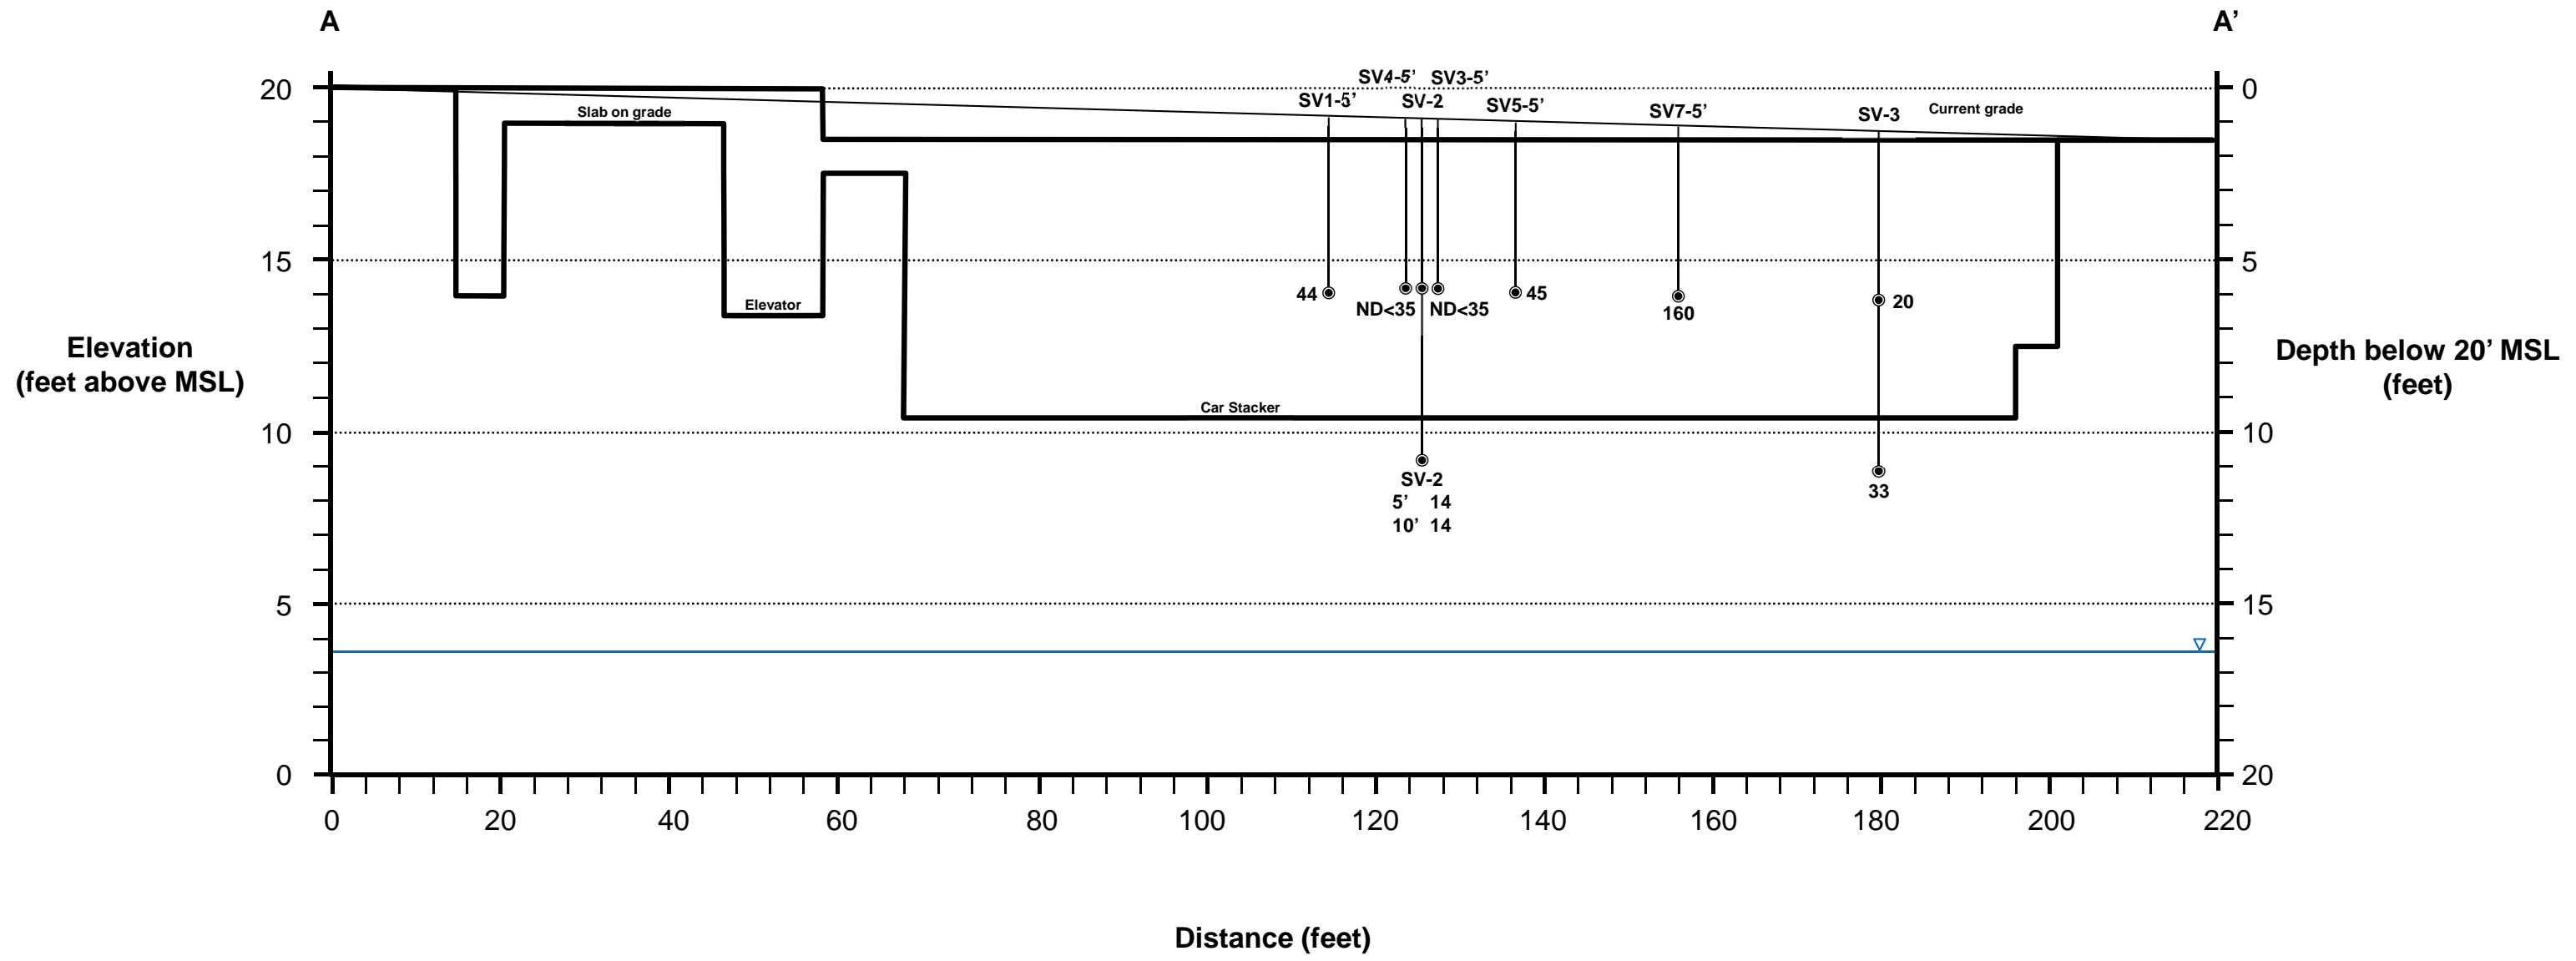 A A’
SV4-5’ SV3-5’
20 0
SV1-5’ SV-2 SV5-5’ SV7-5’ SV-3 Current grade
Slab on grade
15 5
44 ND<35 ND<35 45 160 20
Elevator
Elevation
(feet above MSL)
Depth below 20’ MSL
(feet)
Car Stacker
10 10
SV-2
5’ 14
10’ 14
33
5 15
0 20
0 20 40 60 80 100 120 140 160 180 200 220
Distance (feet)